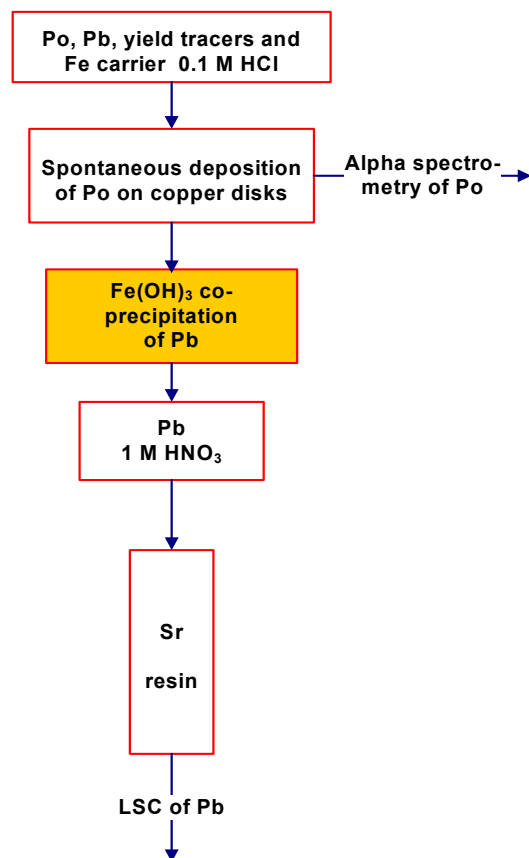 Po, Pb, yield tracers and
Fe carrier 0.1 M HCl
Spontaneous deposition
of Po on copper disks
Alpha spectro-
metry of Po
Fe(OH)₃ co-
precipitation
of Pb
Pb
1 M HNO₃
Sr
resin
LSC of Pb